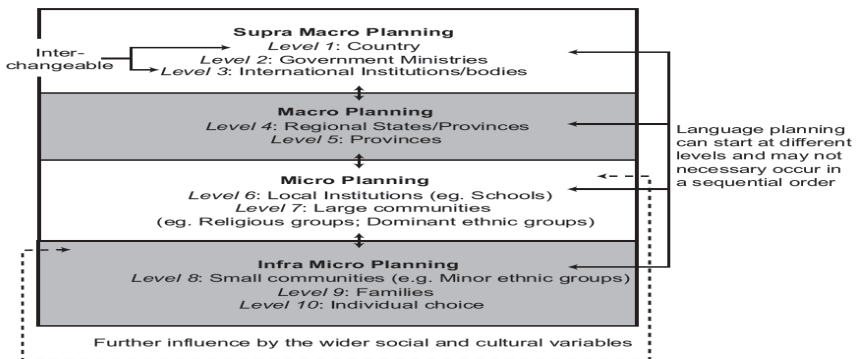 Supra Macro Planning
Level 1: Country
Level 2: Government Ministries
Level 3: International Institutions/bodies
Inter-
changeable
Macro Planning
Level 4: Regional States/Provinces
Level 5: Provinces
Micro Planning
Level 6: Local Institutions (eg. Schools)
Level 7: Large communities
(eg. Religious groups; Dominant ethnic groups)
Infra Micro Planning
Level 8: Small communities (e.g. Minor ethnic groups)
Level 9: Families
Level 10: Individual choice
Language planning
can start at different
levels and may not
necessary occur in
a sequential order
Further influence by the wider social and cultural variables